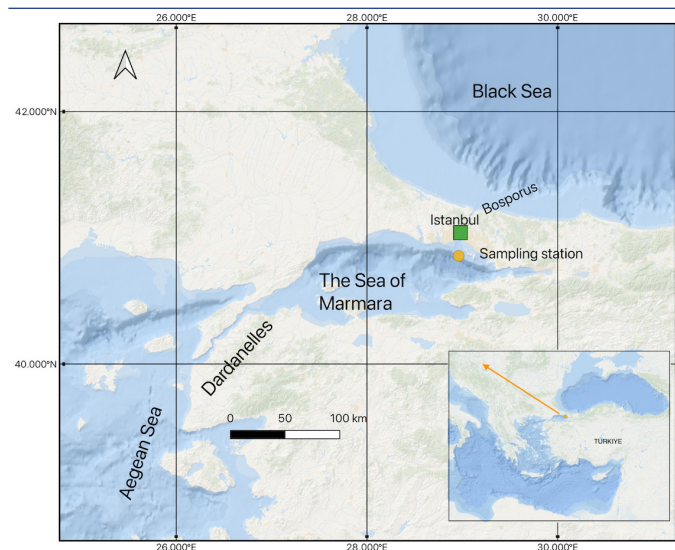 26.000°E 28.000°E 30.000°E
Black Sea
42.000°N
Bosporus
Istanbul
Sampling station
The Sea of
Marmara
Dardanelles
40.000°N
0 50 100 km
Aegean Sea
TÜRKIYE
26.000°E 28.000°E 30.000°E